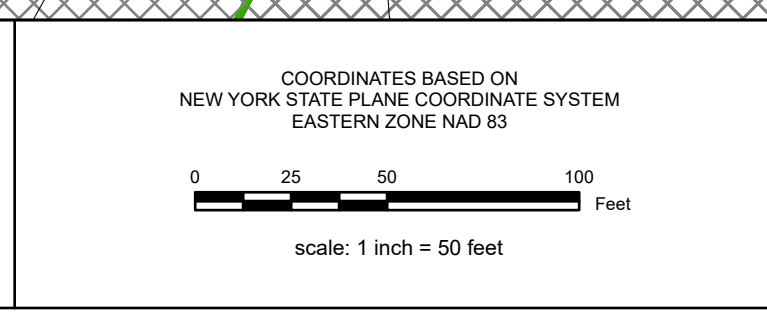 COORDINATES BASED ON
NEW YORK STATE PLANE COORDINATE SYSTEM
EASTERN ZONE NAD 83
0 25 50 100
Feet
scale: 1 inch = 50 feet